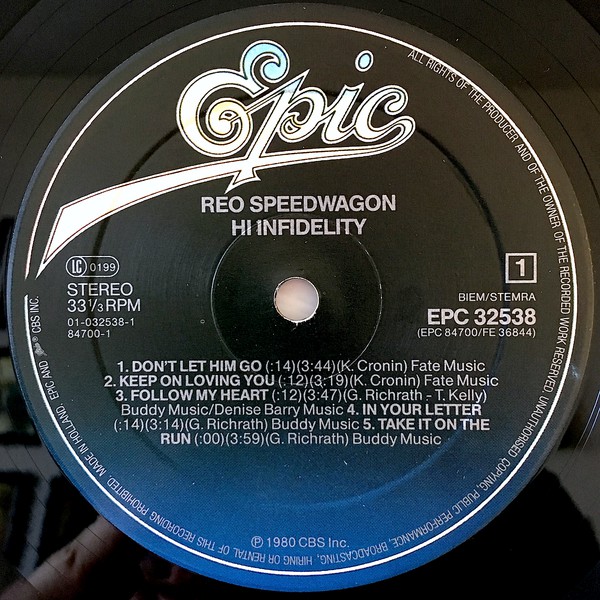 Epic
REO SPEEDWAGON
HI INFIDELITY
LC 0199
STEREO
33⅓ RPM
01-032538-1
84700-1
1
BIEM/STEMRA
EPC 32538
(EPC 84700/FE 36844)
1. DON'T LET HIM GO (:14)(3:44)(K. Cronin) Fate Music
2. KEEP ON LOVING YOU (:12)(3:19)(K. Cronin) Fate Music
3. FOLLOW MY HEART (:12)(3:47)(G. Richrath - T. Kelly)
Buddy Music/Denise Barry Music 4. IN YOUR LETTER
(:14)(3:14)(G. Richrath) Buddy Music 5. TAKE IT ON THE
RUN (:00)(3:59)(G. Richrath) Buddy Music
℗ 1980 CBS Inc.
ALL RIGHTS OF THE PRODUCER AND OF THE OWNER OF THE RECORDED WORK RESERVED. UNAUTHORISED COPYING, PUBLIC PERFORMANCE, BROADCASTING, HIRING OR RENTAL OF THIS RECORDING PROHIBITED. MADE IN HOLLAND. EPIC AND CBS INC.